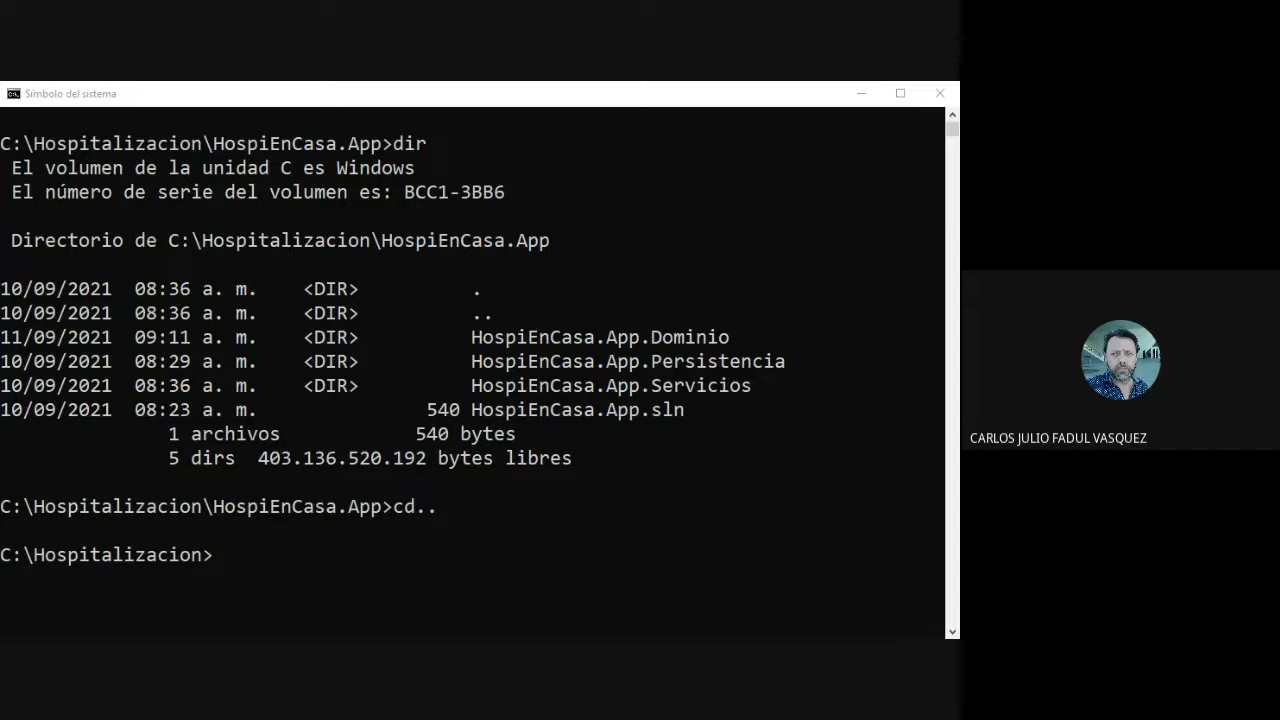 Símbolo del sistema
C:\Hospitalizacion\HospiEnCasa.App>dir
El volumen de la unidad C es Windows
El número de serie del volumen es: BCC1-3BB6
Directorio de C:\Hospitalizacion\HospiEnCasa.App
10/09/2021 08:36 a. m. <DIR> .
10/09/2021 08:36 a. m. <DIR> ..
11/09/2021 09:11 a. m. <DIR> HospiEnCasa.App.Dominio
10/09/2021 08:29 a. m. <DIR> HospiEnCasa.App.Persistencia
10/09/2021 08:36 a. m. <DIR> HospiEnCasa.App.Servicios
10/09/2021 08:23 a. m. 540 HospiEnCasa.App.sln
1 archivos 540 bytes
5 dirs 403.136.520.192 bytes libres
C:\Hospitalizacion\HospiEnCasa.App>cd..
C:\Hospitalizacion>
CARLOS JULIO FADUL VASQUEZ